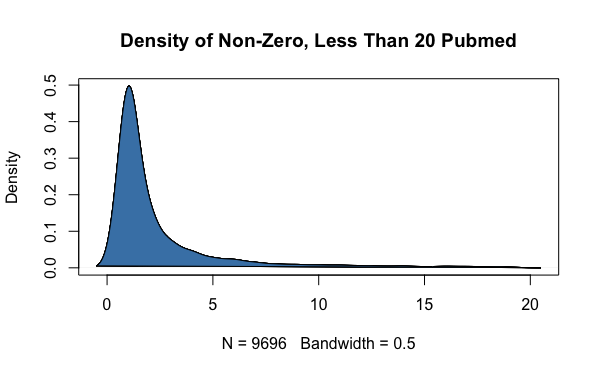 Density of Non-Zero, Less Than 20 Pubmed
Density
0.5
0.4
0.3
0.2
0.1
0.0
0 5 10 15 20
N = 9696 Bandwidth = 0.5